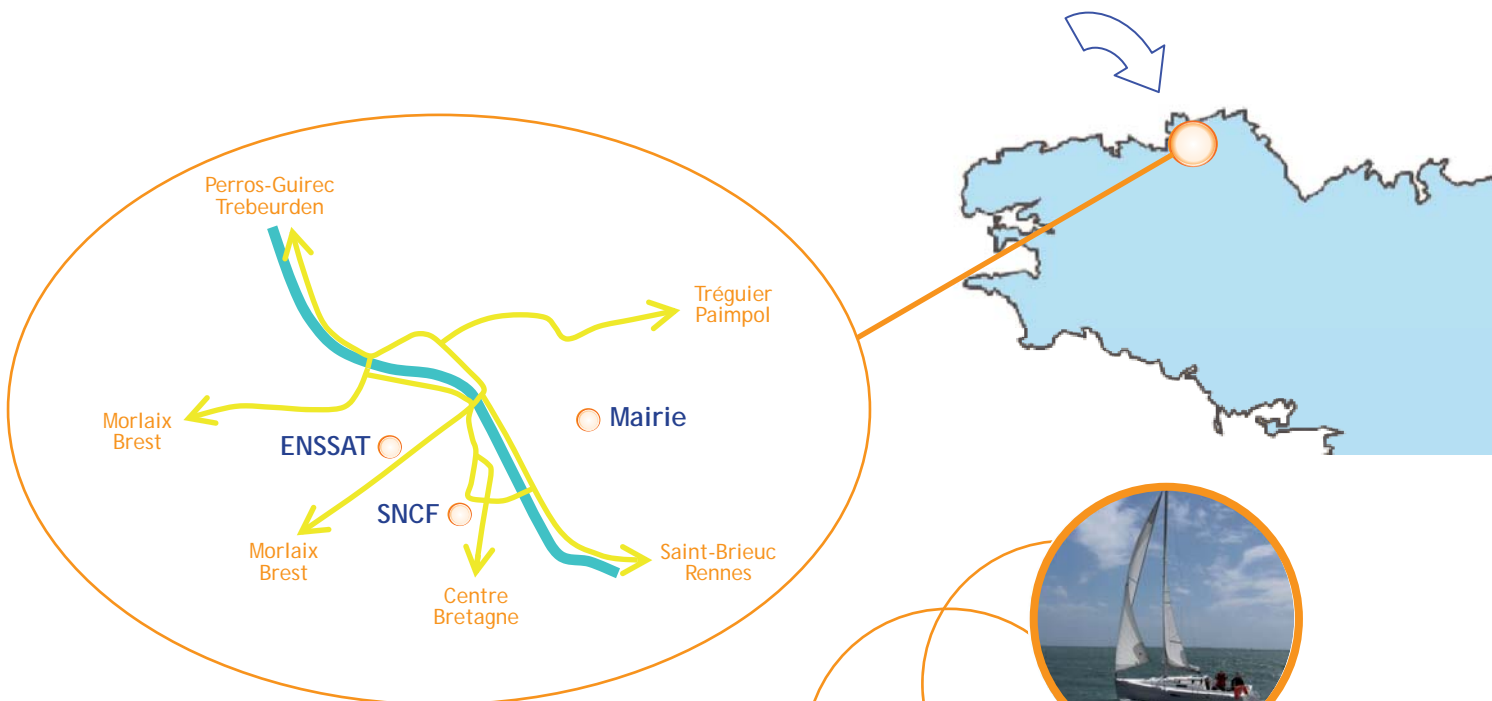 Perros-Guirec
Trebeurden
Tréguier
Paimpol
Morlaix
Brest
Mairie
ENSSAT
SNCF
Morlaix
Brest
Saint-Brieuc
Rennes
Centre
Bretagne